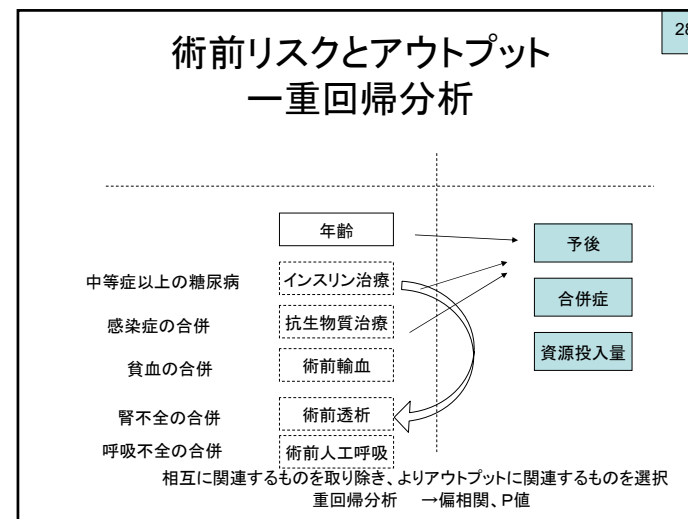 28
術前リスクとアウトプット
ー重回帰分析
年齢
予後
中等症以上の糖尿病
インスリン治療
合併症
感染症の合併
抗生物質治療
資源投入量
貧血の合併
術前輸血
腎不全の合併
術前透析
呼吸不全の合併
術前人工呼吸
相互に関連するものを取り除き、よりアウトプットに関連するものを選択
重回帰分析　→偏相関、P値